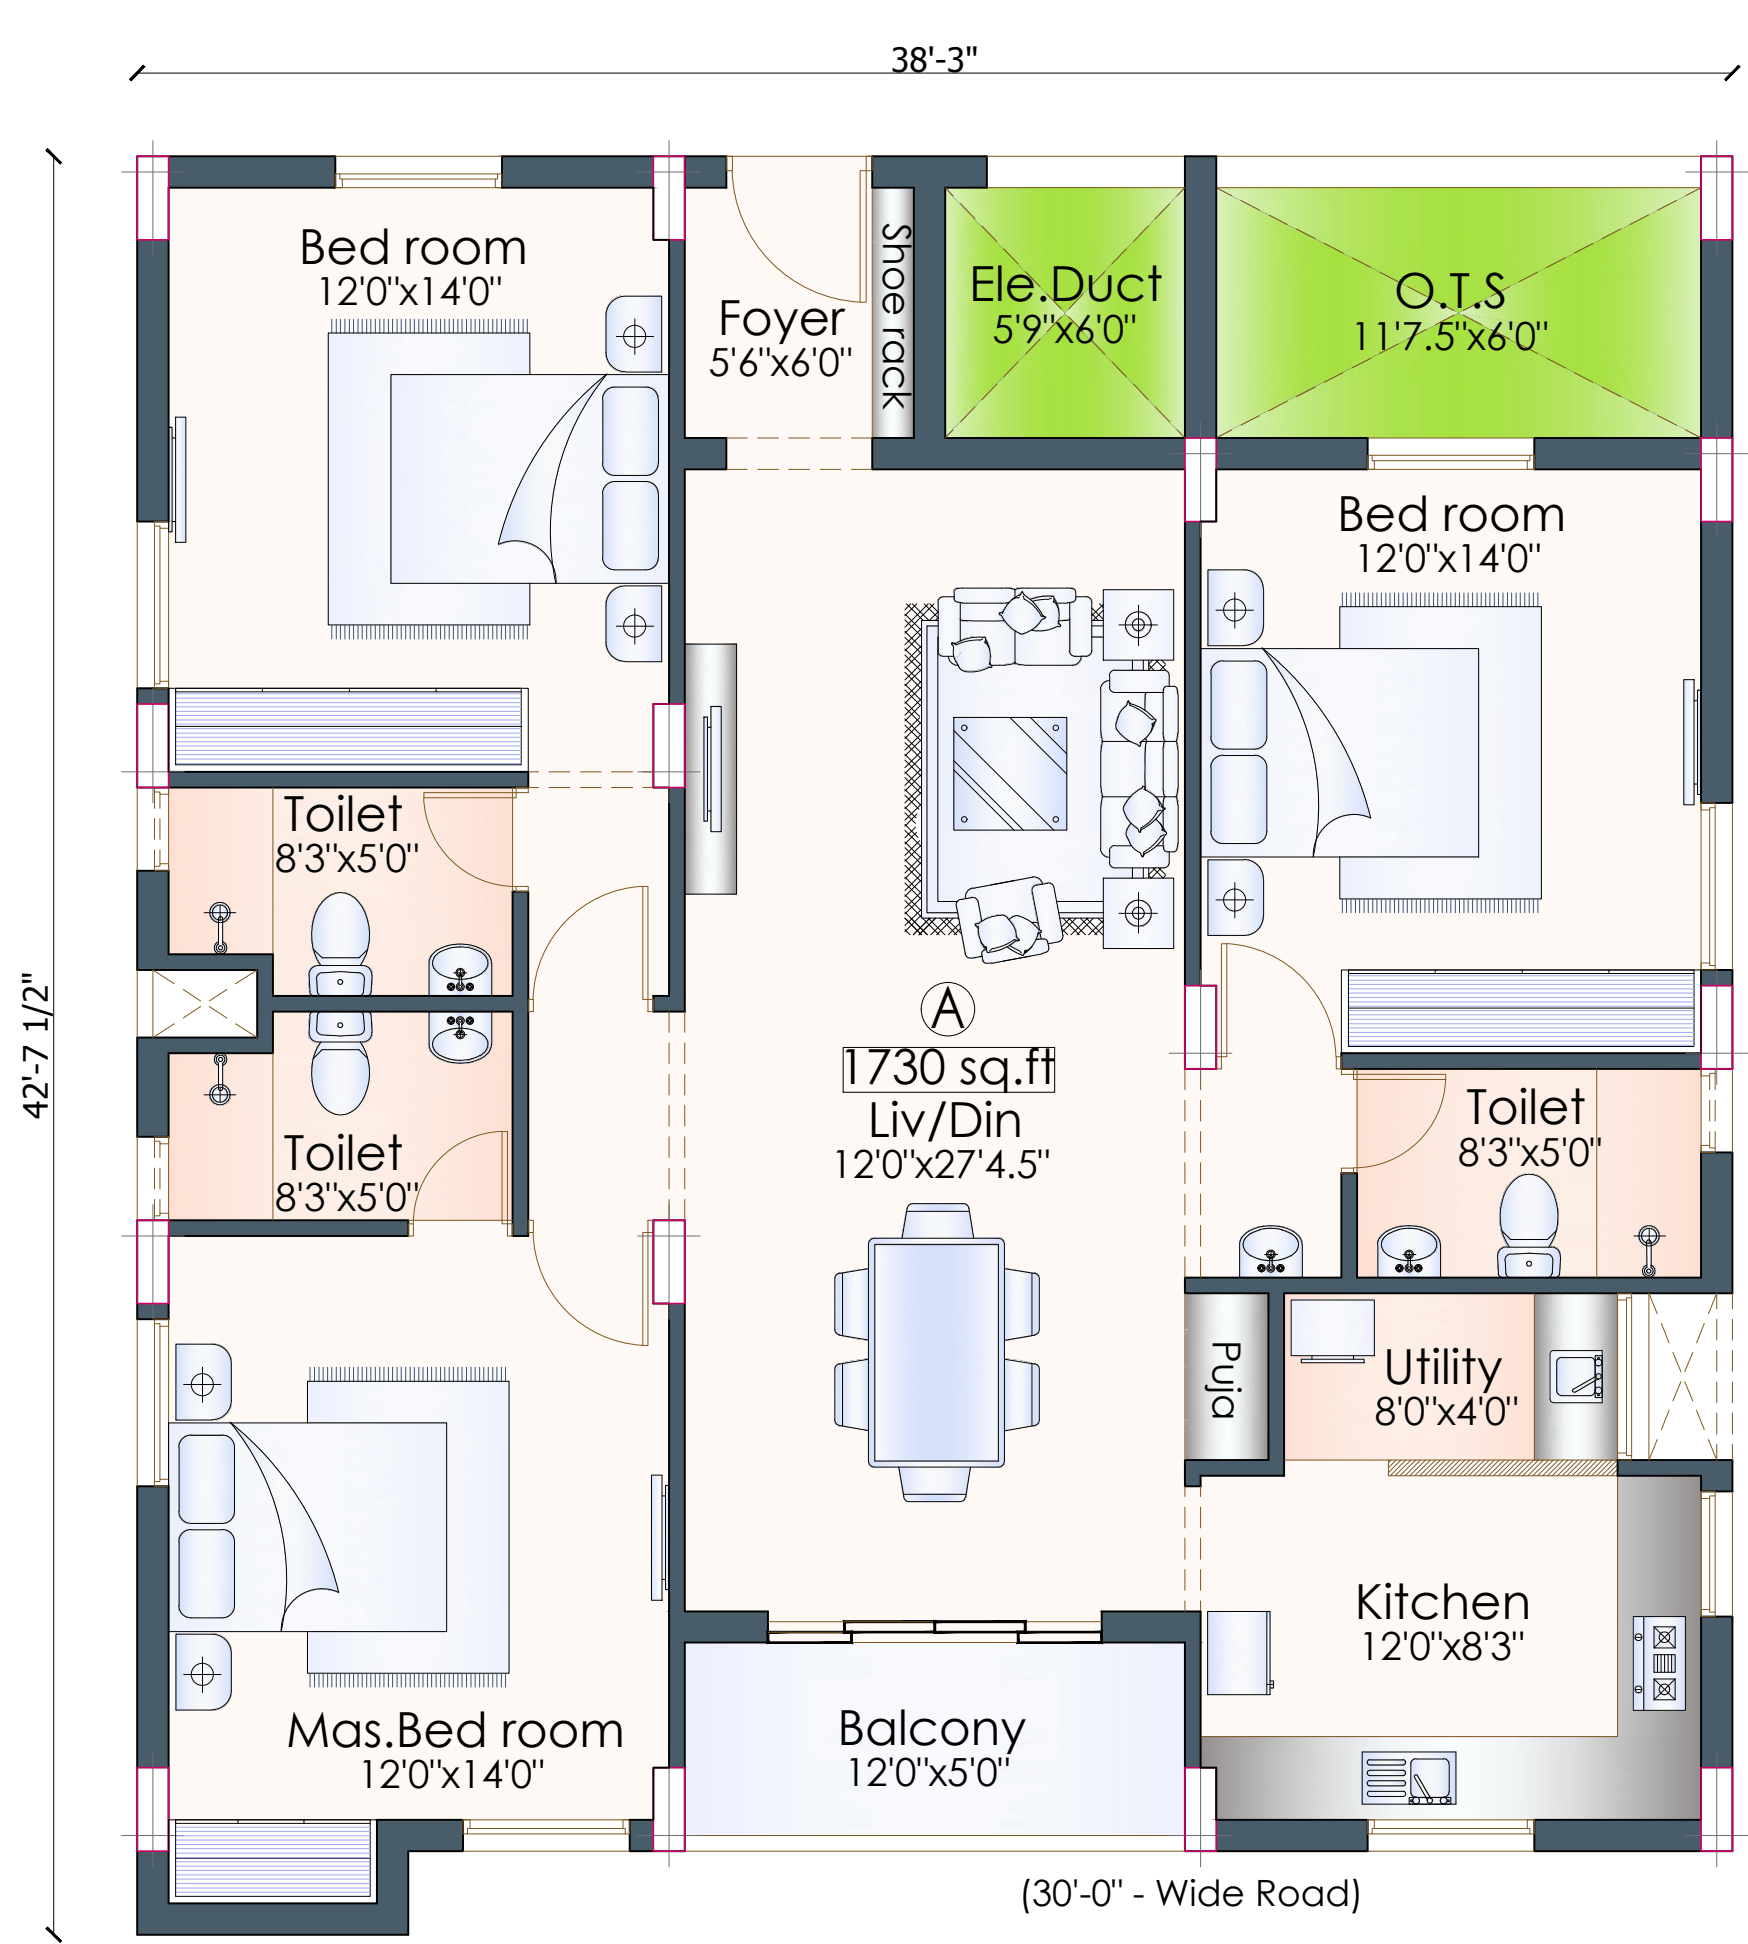 38'-3"
42'-7 1/2"
Bed room
12'0"x14'0"
Foyer
5'6"x6'0"
Shoe rack
Ele.Duct
5'9"x6'0"
O.T.S
11'7.5"x6'0"
Bed room
12'0"x14'0"
Toilet
8'3"x5'0"
Toilet
8'3"x5'0"
A
1730 sq.ft
Liv/Din
12'0"x27'4.5"
Toilet
8'3"x5'0"
Puja
Utility
8'0"x4'0"
Kitchen
12'0"x8'3"
Mas.Bed room
12'0"x14'0"
Balcony
12'0"x5'0"
(30'-0" - Wide Road)